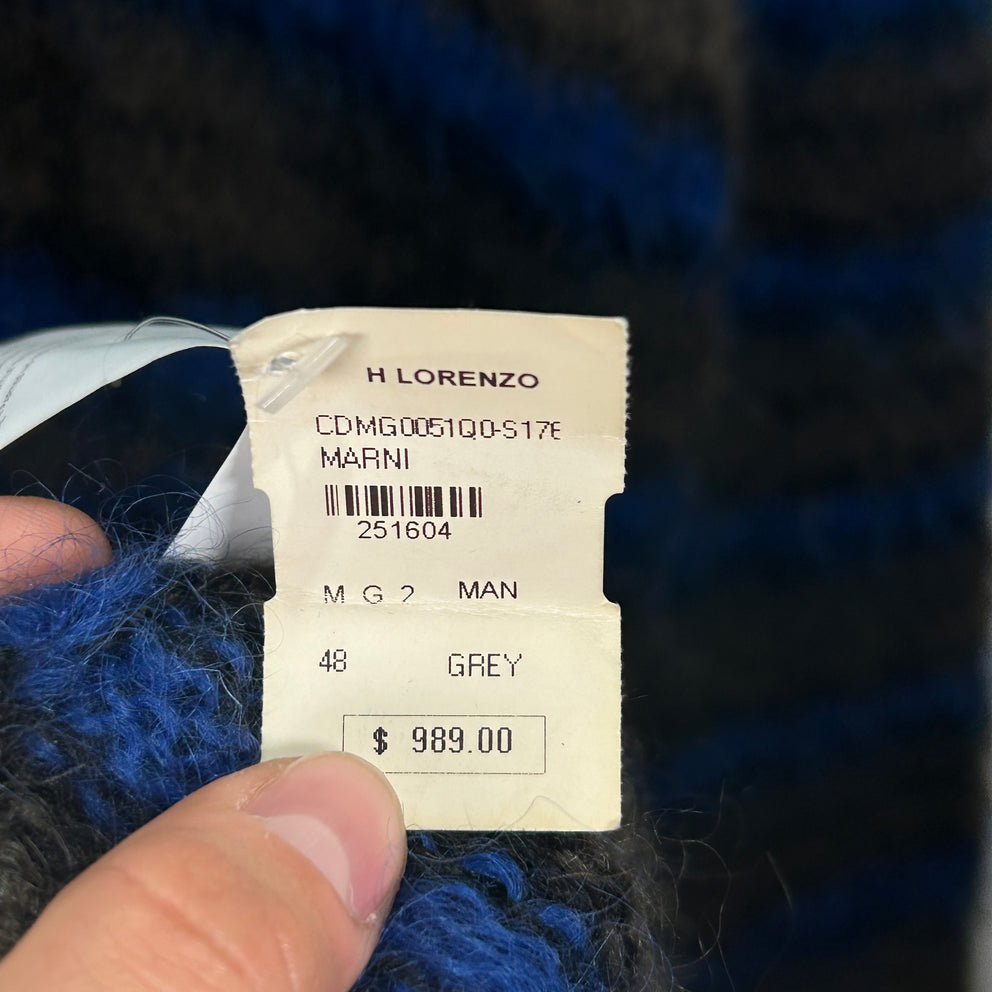 H LORENZO
CDMG0051Q0-S17E
MARNI
251604
M G 2 MAN
48 GREY
$ 989.00